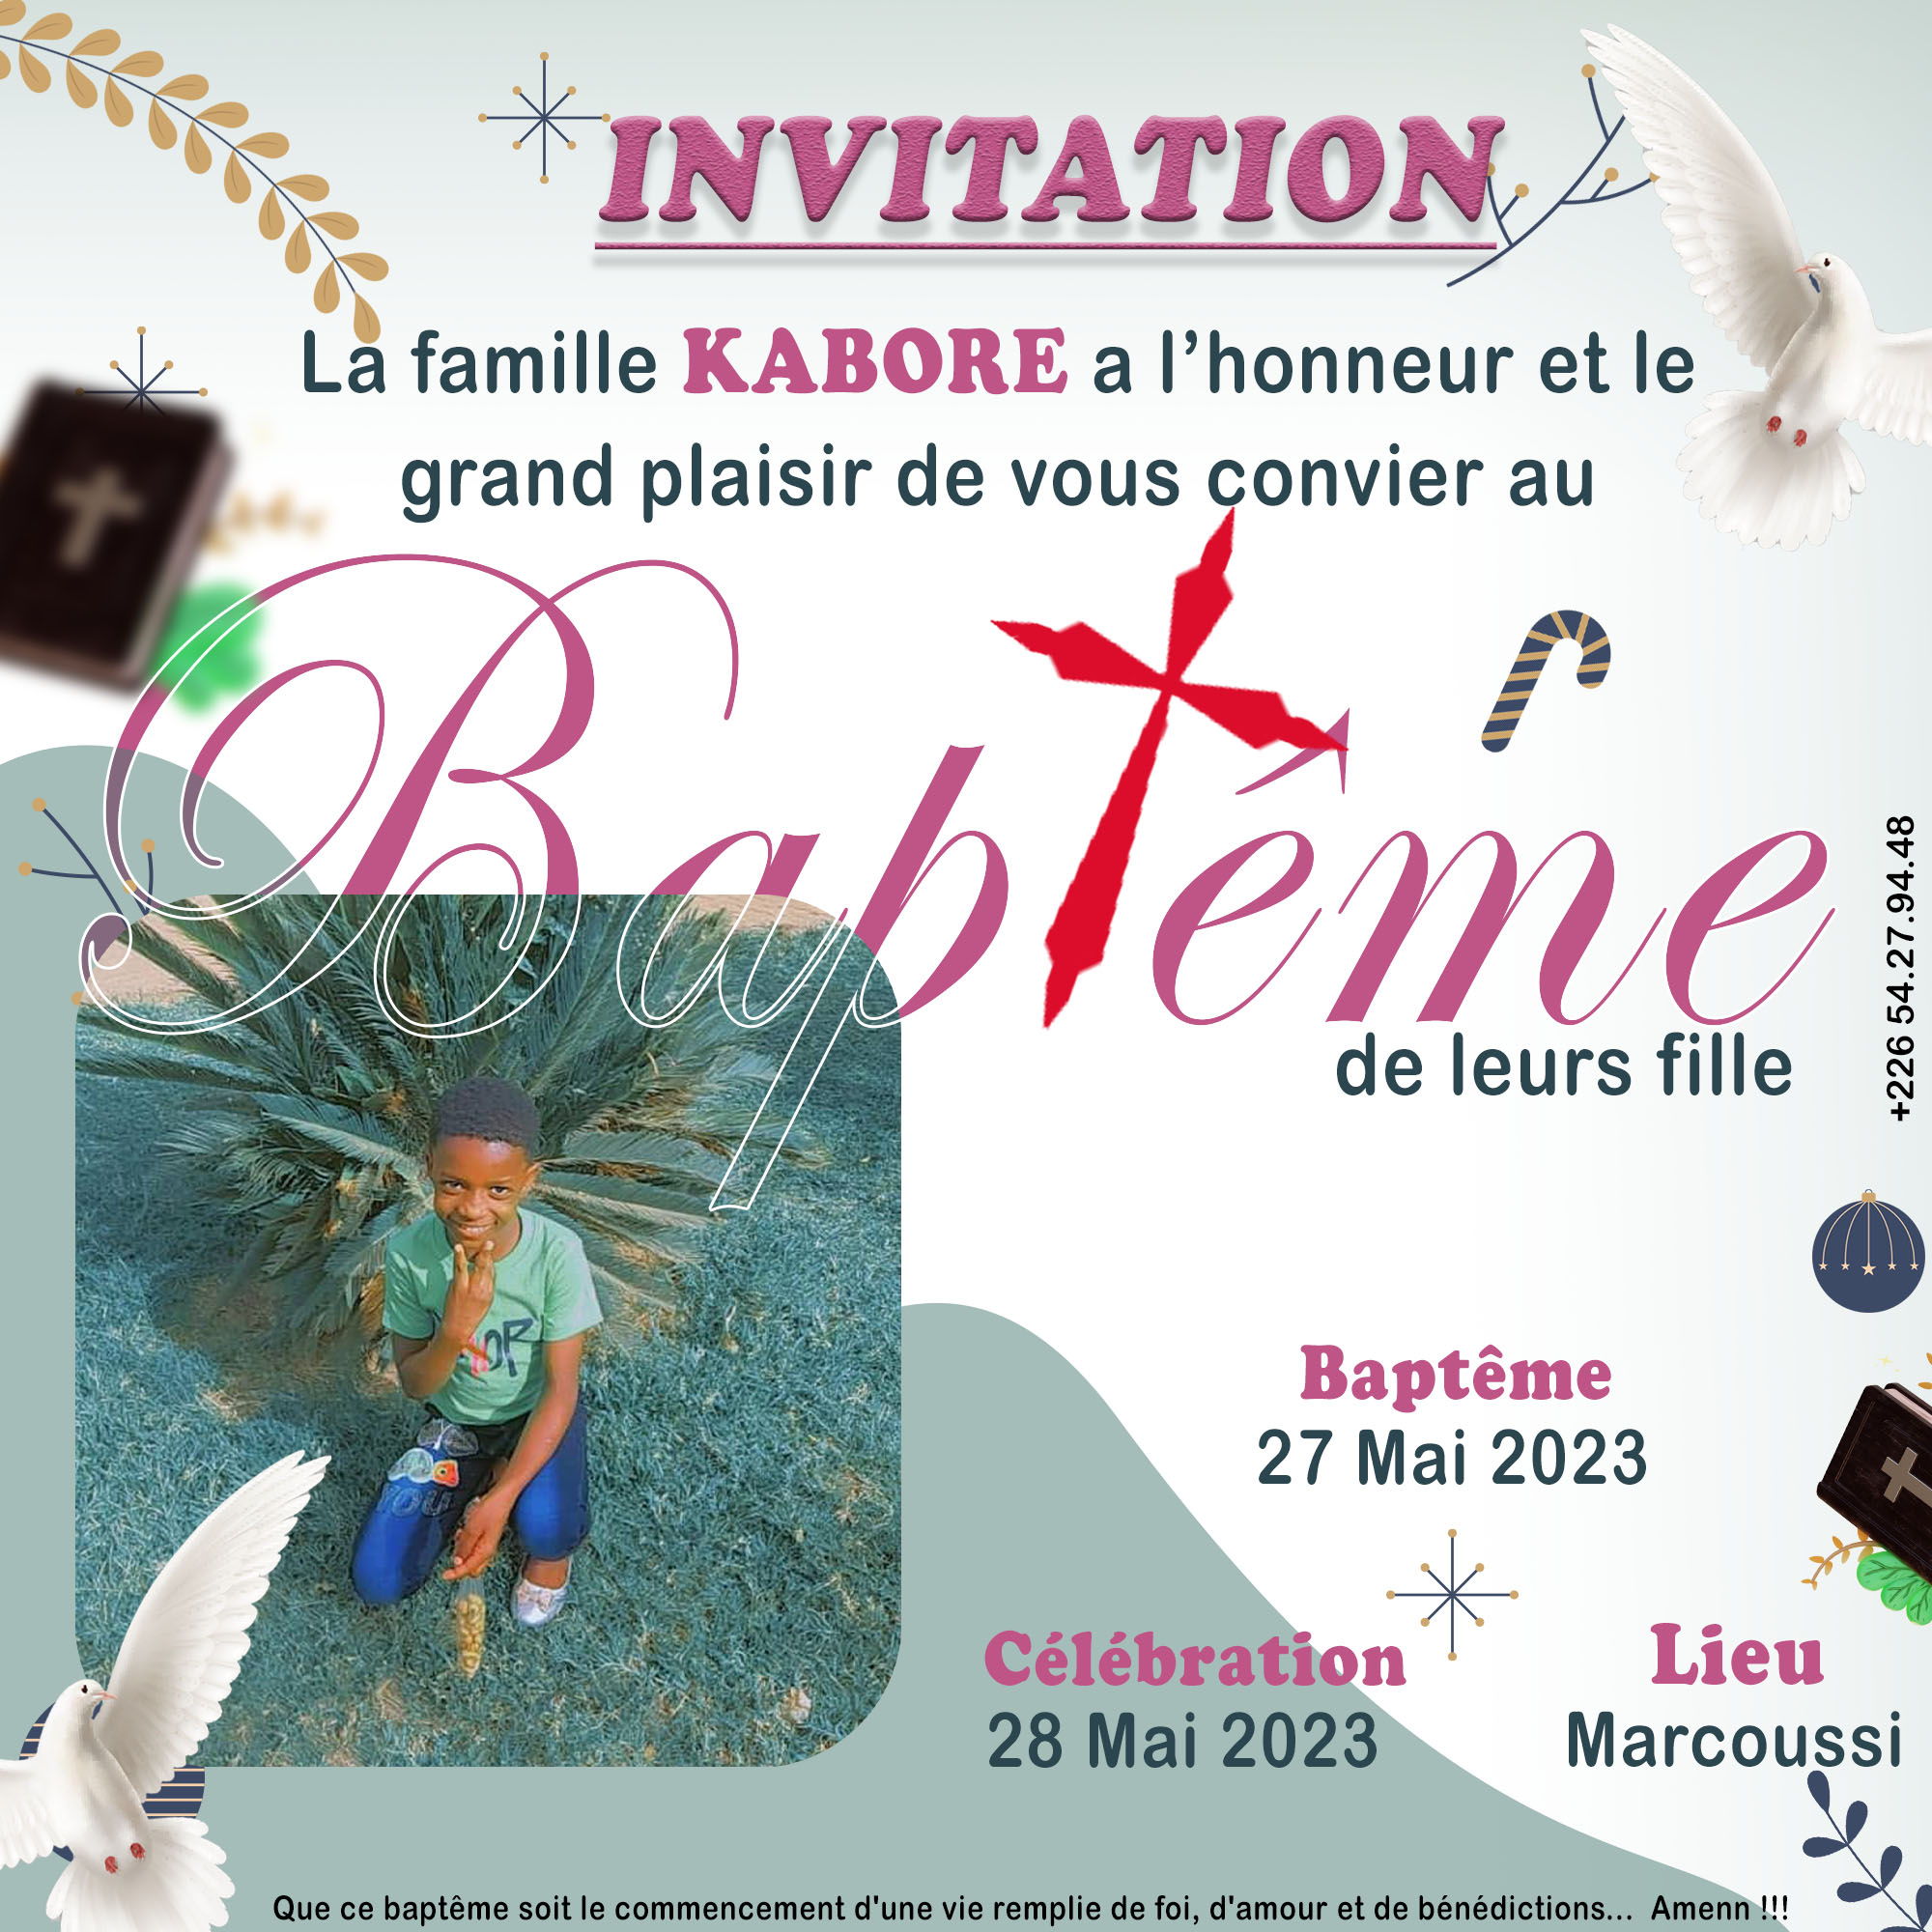 INVITATION
La famille KABORE a l’honneur et le
grand plaisir de vous convier au
Baptême
de leurs fille
+226 54.27.94.48
Baptême
27 Mai 2023
Célébration
28 Mai 2023
Lieu
Marcoussi
Que ce baptême soit le commencement d'une vie remplie de foi, d'amour et de bénédictions... Amenn !!!